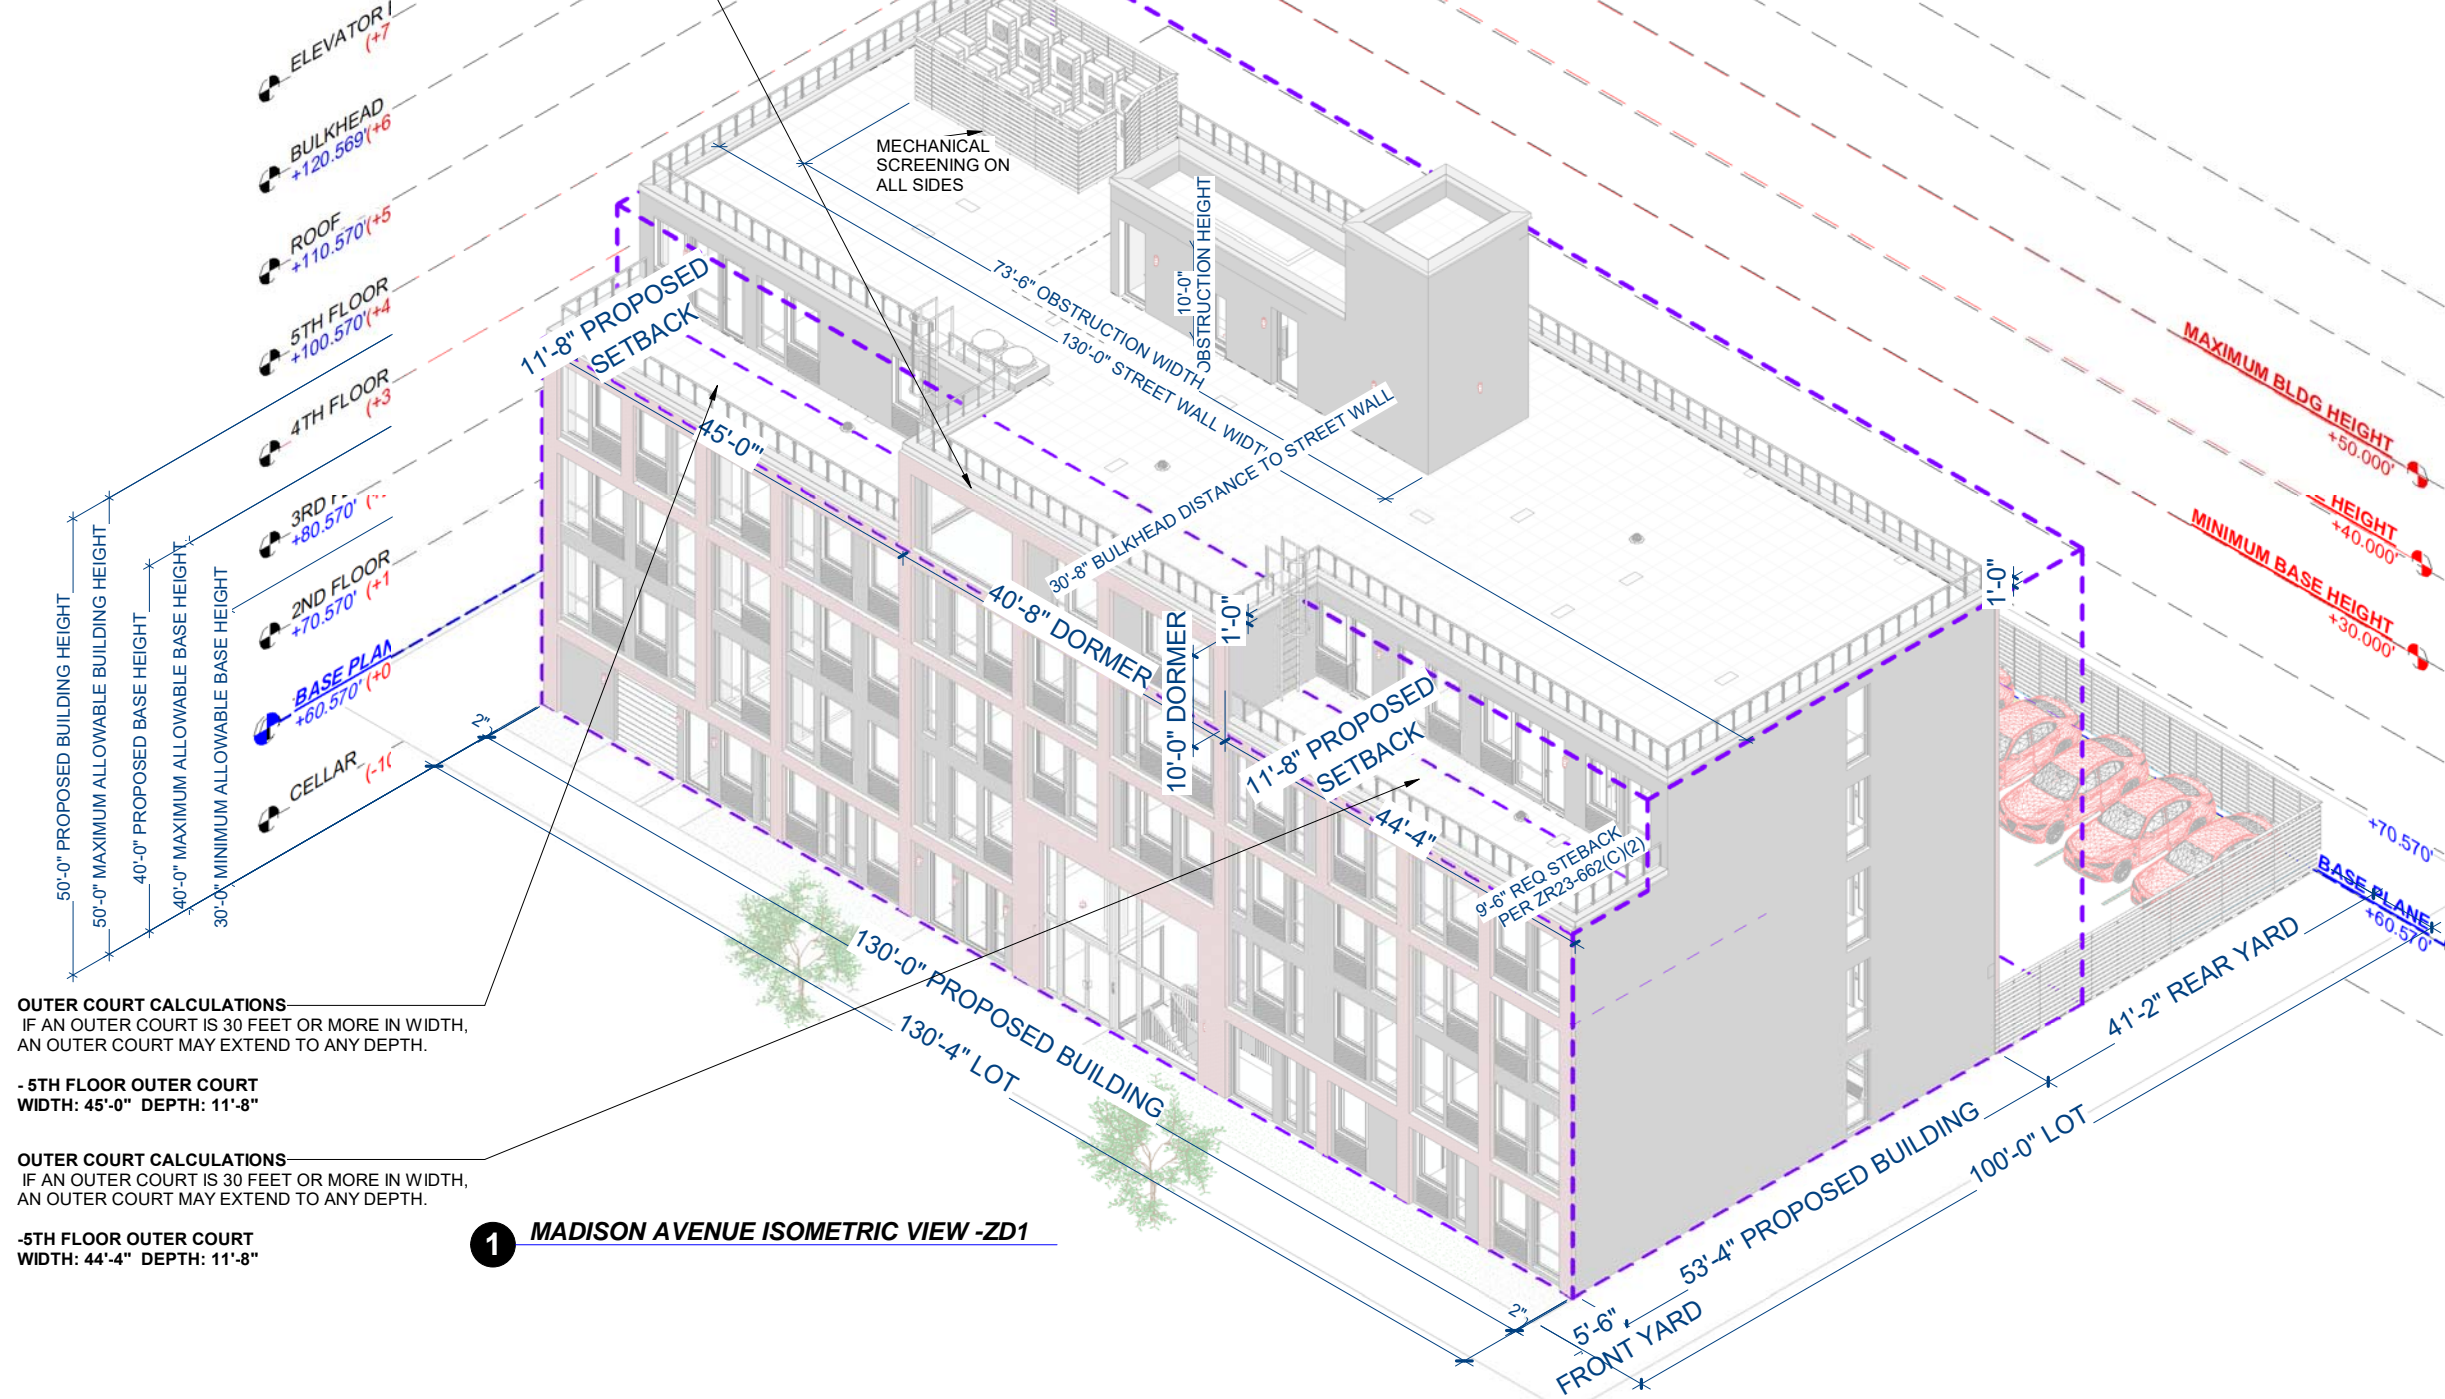 ELEVATOR
(+7
BULKHEAD
+120.569'(+6
ROOF
+110.570'(+5
5TH FLOOR
+100.570'(+4
4TH FLOOR
(+3
3RD
+80.570'
2ND FLOOR
+70.570' (+1
BASE PLAN
+60.570' (+0
CELLAR
(-10
50'-0" PROPOSED BUILDING HEIGHT
50'-0" MAXIMUM ALLOWABLE BUILDING HEIGHT
40'-0" PROPOSED BASE HEIGHT
40'-0" MAXIMUM ALLOWABLE BASE HEIGHT
30'-0" MINIMUM ALLOWABLE BASE HEIGHT
MECHANICAL
SCREENING ON
ALL SIDES
11'-8" PROPOSED
SETBACK
45'-0"
73'-6" OBSTRUCTION WIDTH
130'-0" STREET WALL WIDTH
10'-0"
OBSTRUCTION HEIGHT
30'-8" BULKHEAD DISTANCE TO STREET WALL
40'-8" DORMER
10'-0" DORMER
1'-0"
11'-8" PROPOSED
SETBACK
44'-4"
9'-6" REQ STEBACK
PER ZR23-662(C)(2)
1'-0"
MAXIMUM BLDG HEIGHT
+50.000'
E HEIGHT
+40.000'
MINIMUM BASE HEIGHT
+30.000'
+70.570'
BASE PLANE
+60.570'
2"
130'-0" PROPOSED BUILDING
130'-4" LOT
2"
5'-6"
FRONT YARD
53'-4" PROPOSED BUILDING
100'-0" LOT
41'-2" REAR YARD
OUTER COURT CALCULATIONS
IF AN OUTER COURT IS 30 FEET OR MORE IN WIDTH,
AN OUTER COURT MAY EXTEND TO ANY DEPTH.
- 5TH FLOOR OUTER COURT
WIDTH: 45'-0" DEPTH: 11'-8"
OUTER COURT CALCULATIONS
IF AN OUTER COURT IS 30 FEET OR MORE IN WIDTH,
AN OUTER COURT MAY EXTEND TO ANY DEPTH.
-5TH FLOOR OUTER COURT
WIDTH: 44'-4" DEPTH: 11'-8"
1 MADISON AVENUE ISOMETRIC VIEW -ZD1